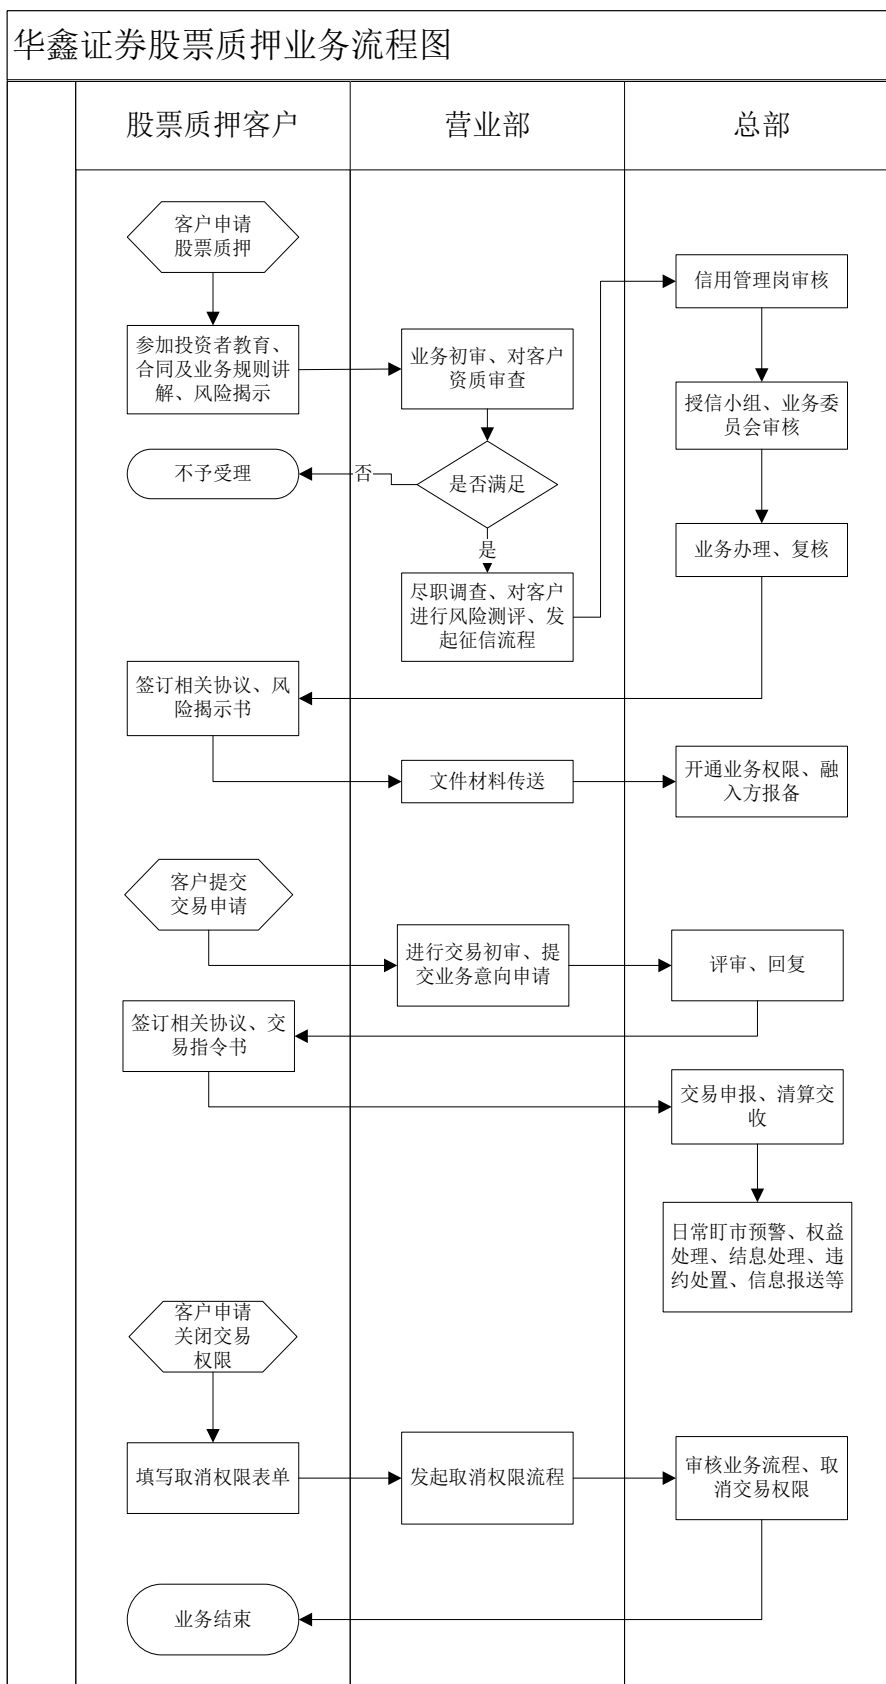 华鑫证券股票质押业务流程图
股票质押客户
营业部
总部
客户申请
股票质押
信用管理岗审核
参加投资者教育、
合同及业务规则讲
解、风险揭示
业务初审、对客户
资质审查
授信小组、业务委
员会审核
不予受理
否
是否满足
业务办理、复核
是
尽职调查、对客户
进行风险测评、发
起征信流程
签订相关协议、风
险揭示书
文件材料传送
开通业务权限、融
入方报备
客户提交
交易申请
进行交易初审、提
交业务意向申请
评审、回复
签订相关协议、交
易指令书
交易申报、清算交
收
日常盯市预警、权益
处理、结息处理、违
约处置、信息报送等
客户申请
关闭交易
权限
填写取消权限表单
发起取消权限流程
审核业务流程、取
消交易权限
业务结束